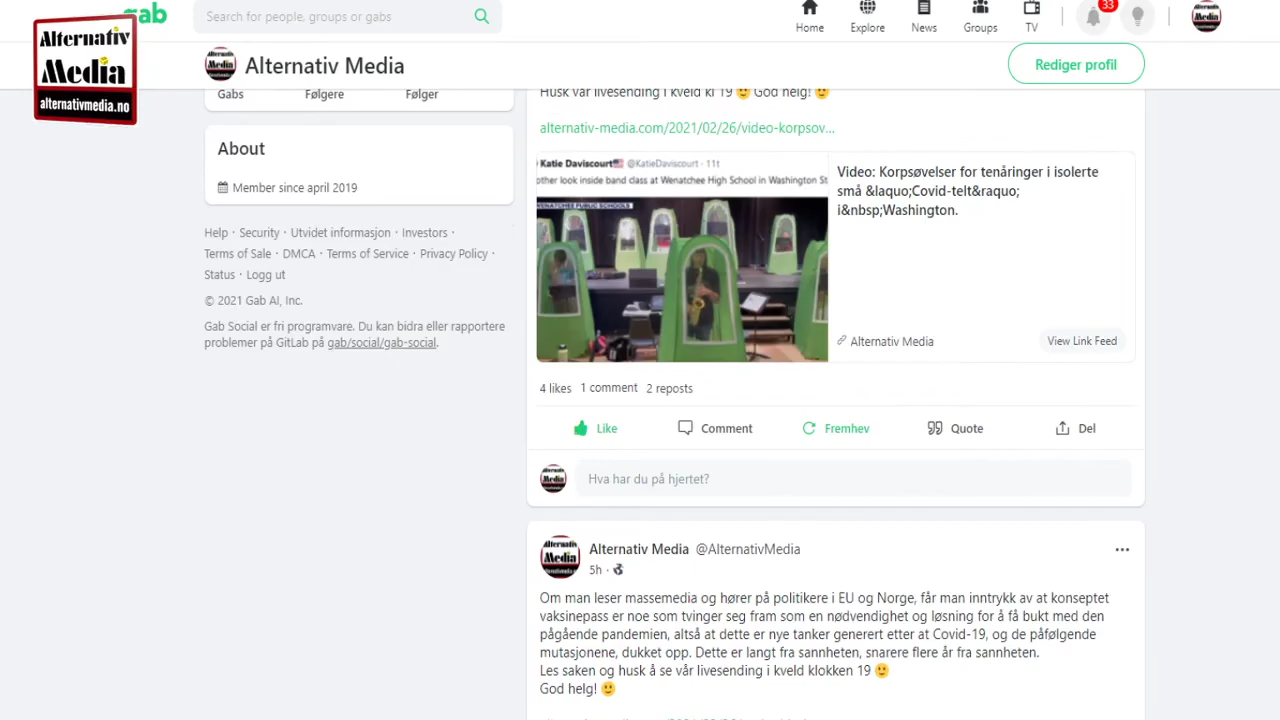 gab
Search for people, groups or gabs
Home
Explore
News
Groups
TV
33
Alternativ
Media
alternativmedia.no
Alternativ Media
Rediger profil
Gabs
Følgere
Følger
About
Member since april 2019
Help · Security · Utvidet informasjon · Investors ·
Terms of Sale · DMCA · Terms of Service · Privacy Policy ·
Status · Logg ut
© 2021 Gab AI, Inc.
Gab Social er fri programvare. Du kan bidra eller rapportere
problemer på GitLab på gab/social/gab-social.
Husk vår livesending i kveld kl 19 🙂 God helg! 🙂
alternativ-media.com/2021/02/26/video-korpsov...
Katie Daviscourt🇺🇸 @KatieDaviscourt · 11t
other look inside band class at Wenatchee High School in Washington St
WENATCHEE PUBLIC SCHOOLS
Video: Korpsøvelser for tenåringer i isolerte
små &laquo;Covid-telt&raquo;
i&nbsp;Washington.
Alternativ Media
View Link Feed
4 likes 1 comment 2 reposts
Like
Comment
Fremhev
Quote
Del
Hva har du på hjertet?
Alternativ Media @AlternativMedia
5h ·
Om man leser massemedia og hører på politikere i EU og Norge, får man inntrykk av at konseptet
vaksinepass er noe som tvinger seg fram som en nødvendighet og løsning for å få bukt med den
pågående pandemien, altså at dette er nye tanker generert etter at Covid-19, og de påfølgende
mutasjonene, dukket opp. Dette er langt fra sannheten, snarere flere år fra sannheten.
Les saken og husk å se vår livesending i kveld klokken 19 🙂
God helg! 🙂